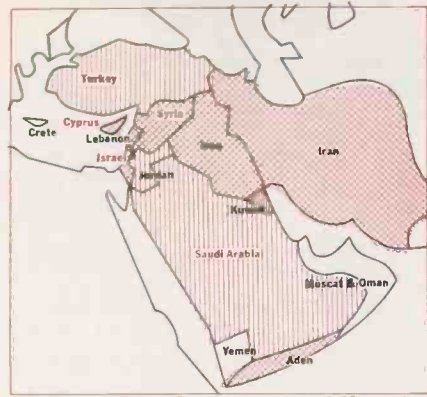 Turkey
Cyprus
Syria
Crete
Lebanon
Iraq
Iran
Israel
Jordan
Kuwait
Saudi Arabia
Muscat & Oman
Yemen
Aden